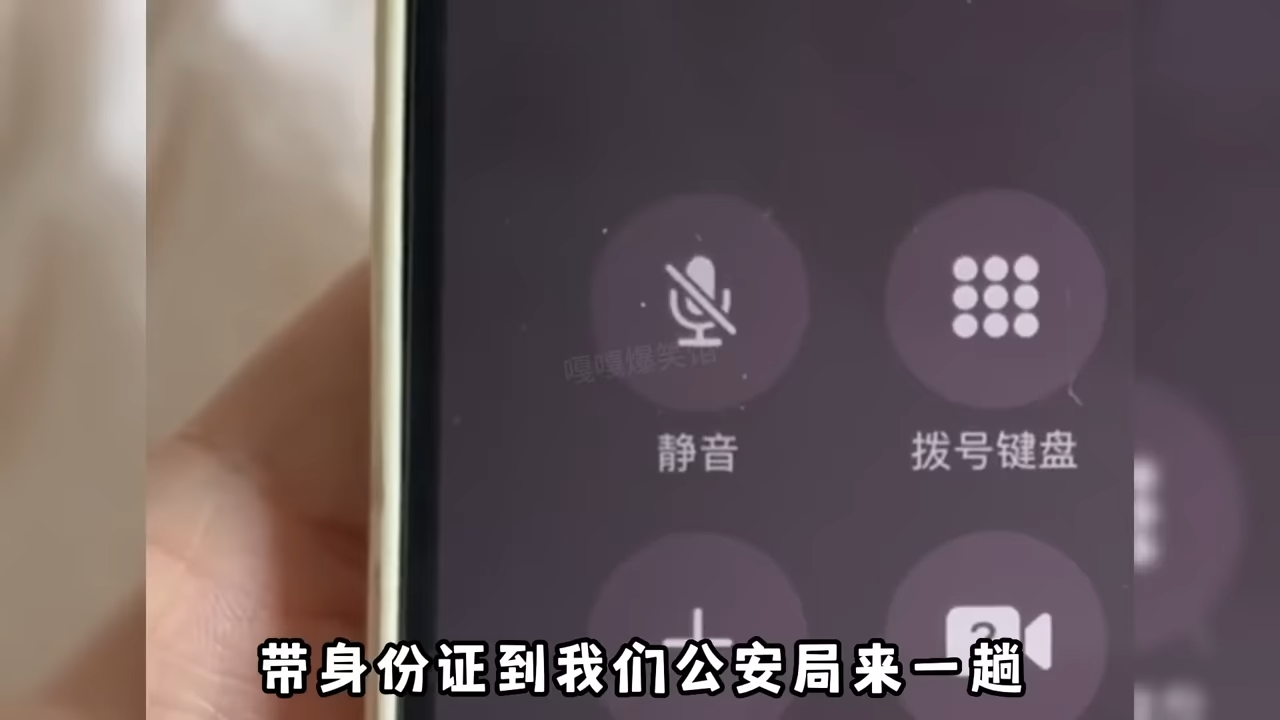 嘎嘎爆笑馆
静音
拨号键盘
带身份证到我们公安局来一趟